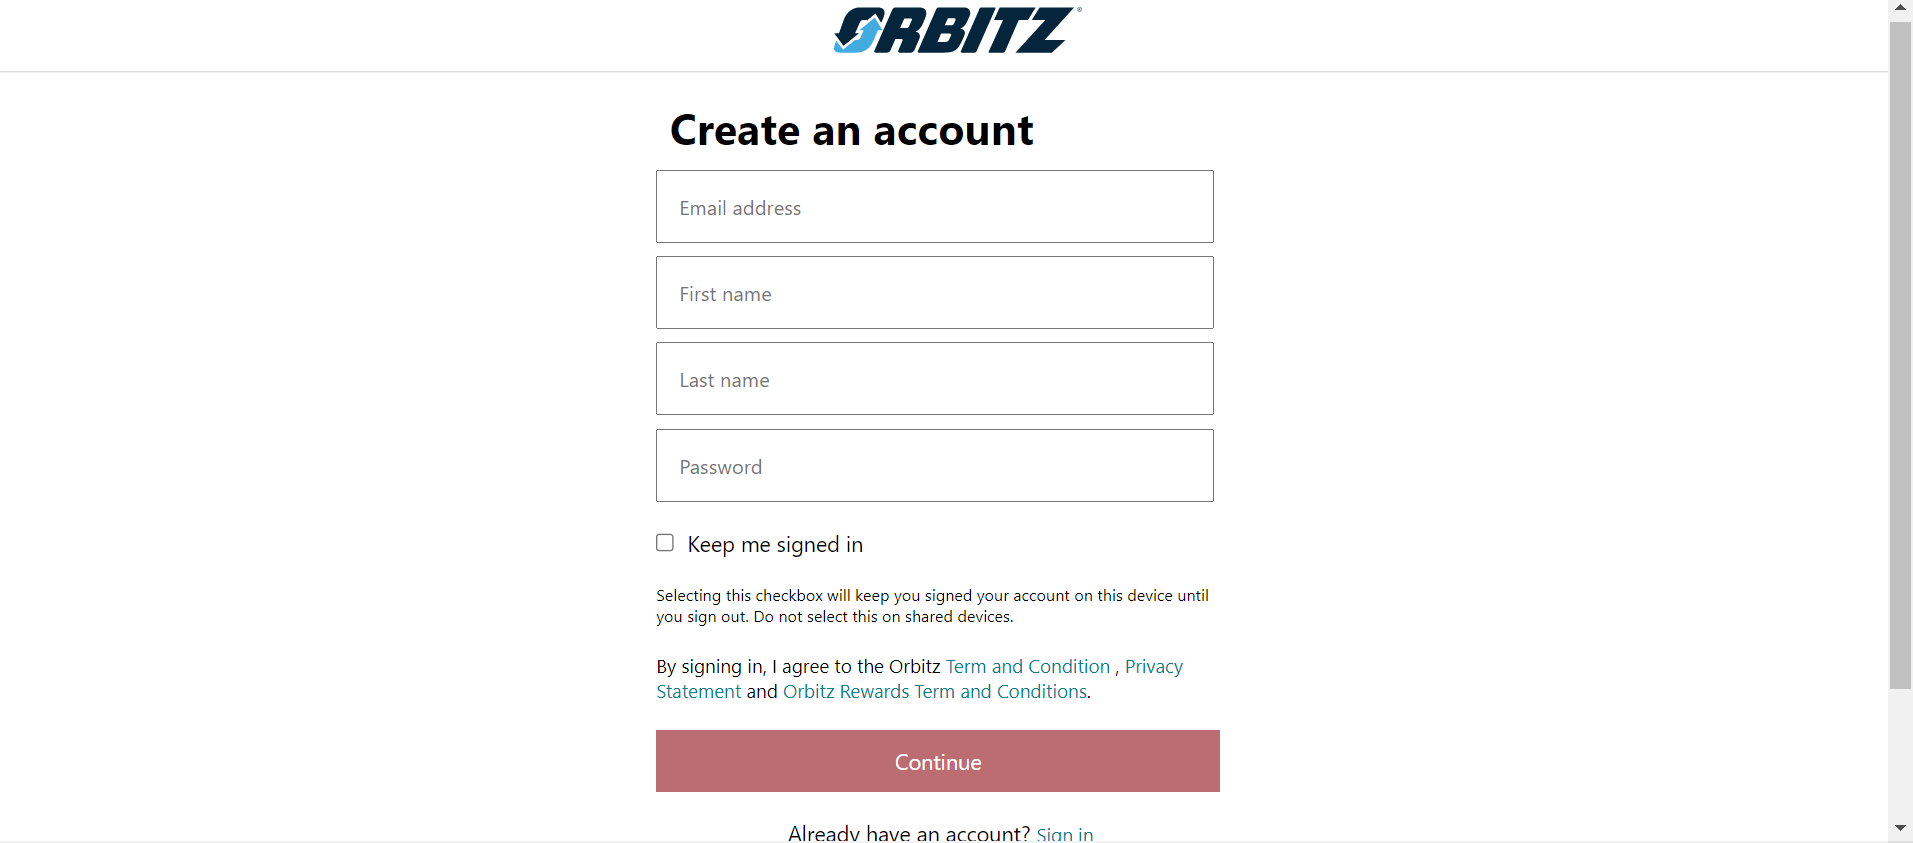 ORBITZ®
Create an account
Email address
First name
Last name
Password
Keep me signed in
Selecting this checkbox will keep you signed your account on this device until
you sign out. Do not select this on shared devices.
By signing in, I agree to the Orbitz Term and Condition , Privacy
Statement and Orbitz Rewards Term and Conditions.
Continue
Already have an account? Sign in